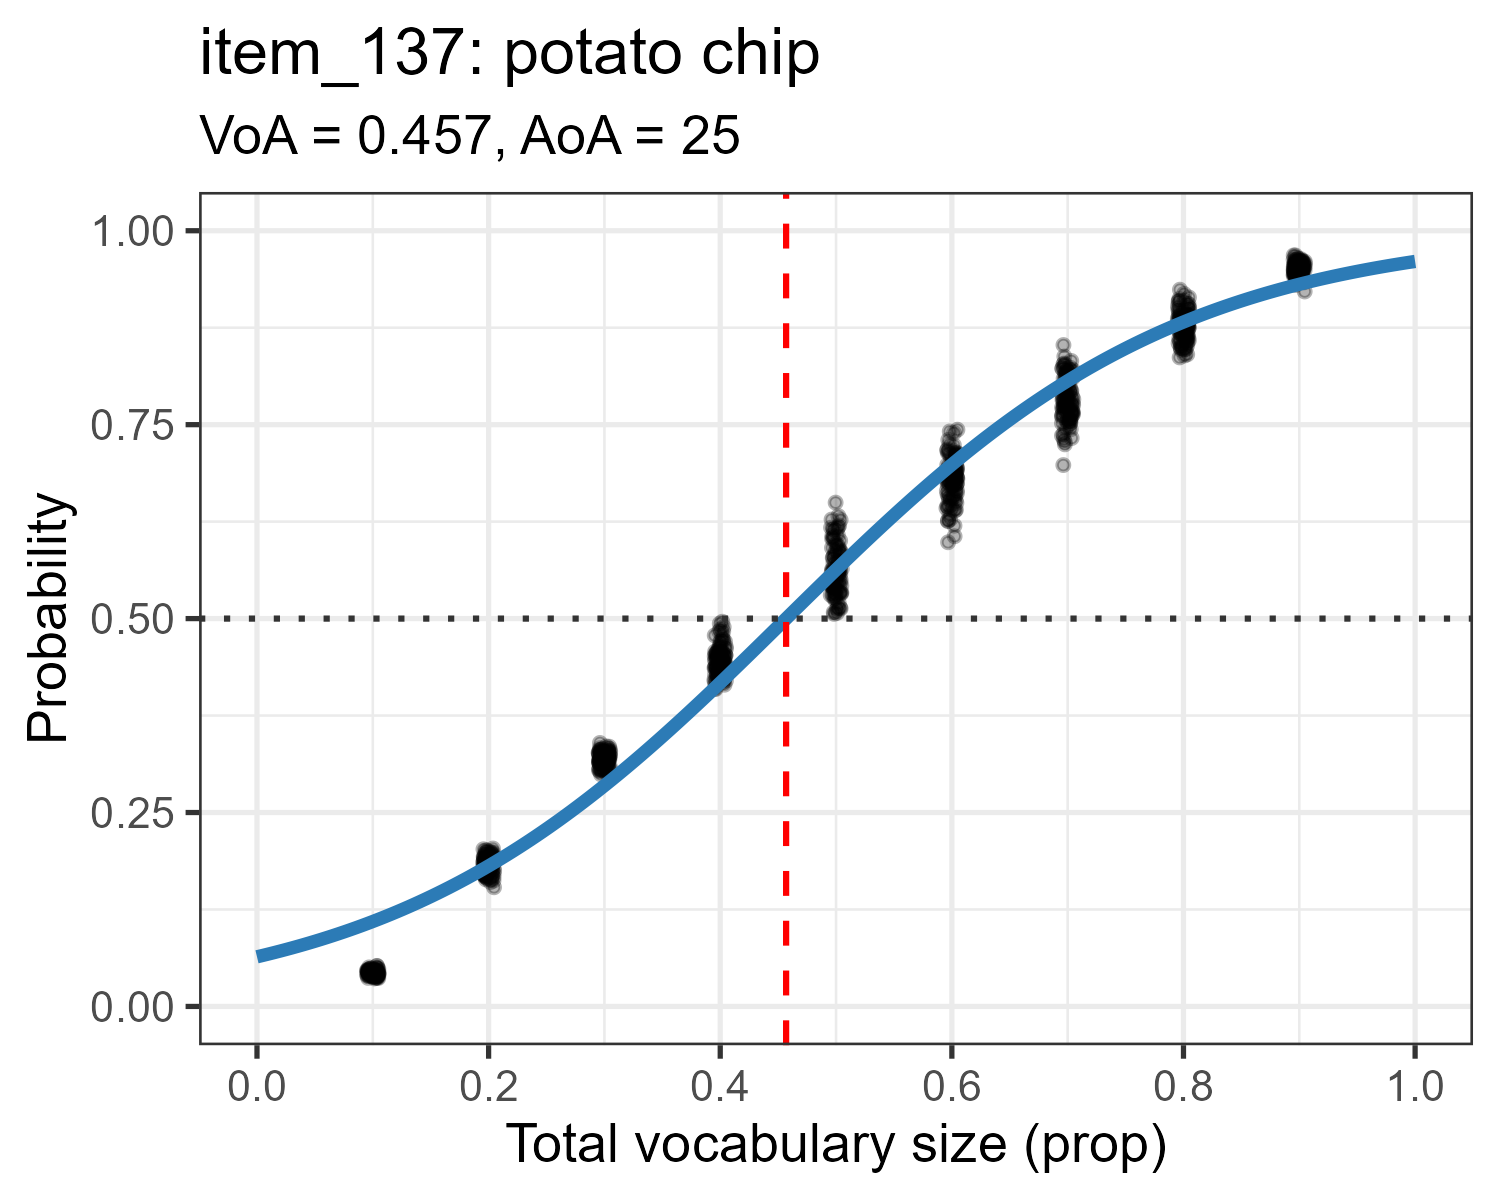 item_137: potato chip
VoA = 0.457, AoA = 25
Probability
1.00
0.75
0.50
0.25
0.00
0.0 0.2 0.4 0.6 0.8 1.0
Total vocabulary size (prop)